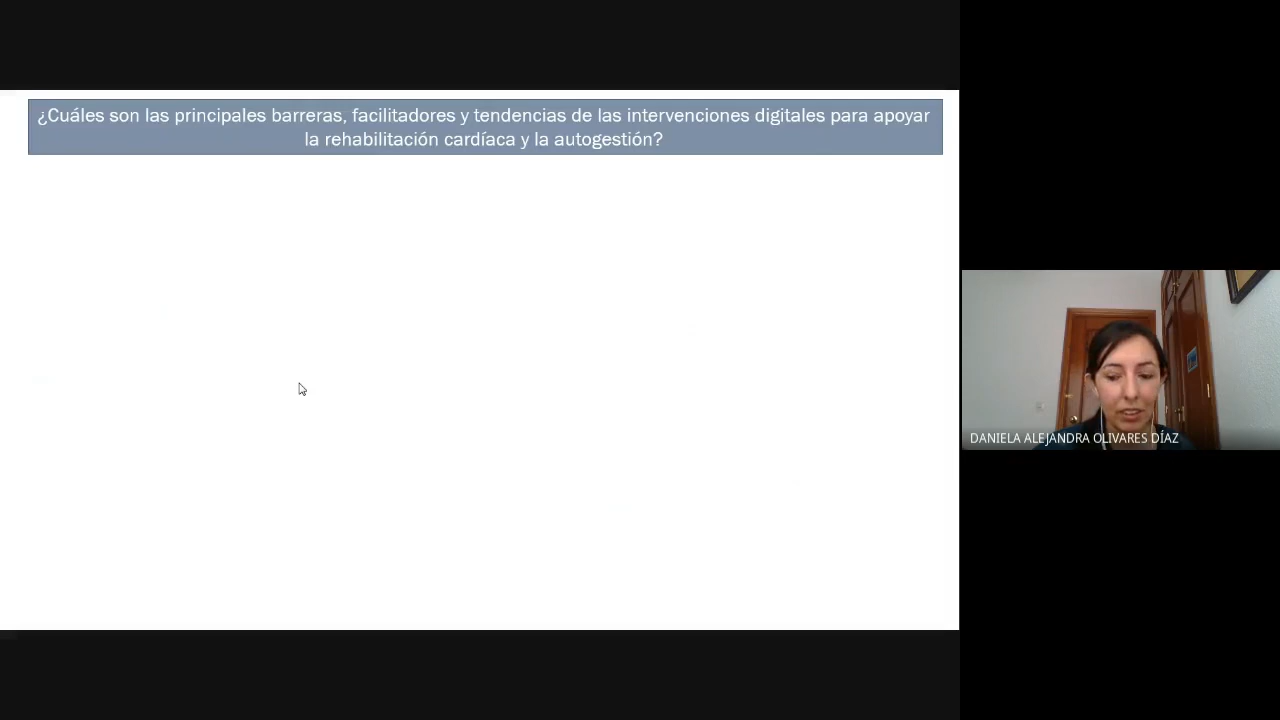 ¿Cuáles son las principales barreras, facilitadores y tendencias de las intervenciones digitales para apoyar
la rehabilitación cardíaca y la autogestión?
DANIELA ALEJANDRA OLIVARES DÍAZ